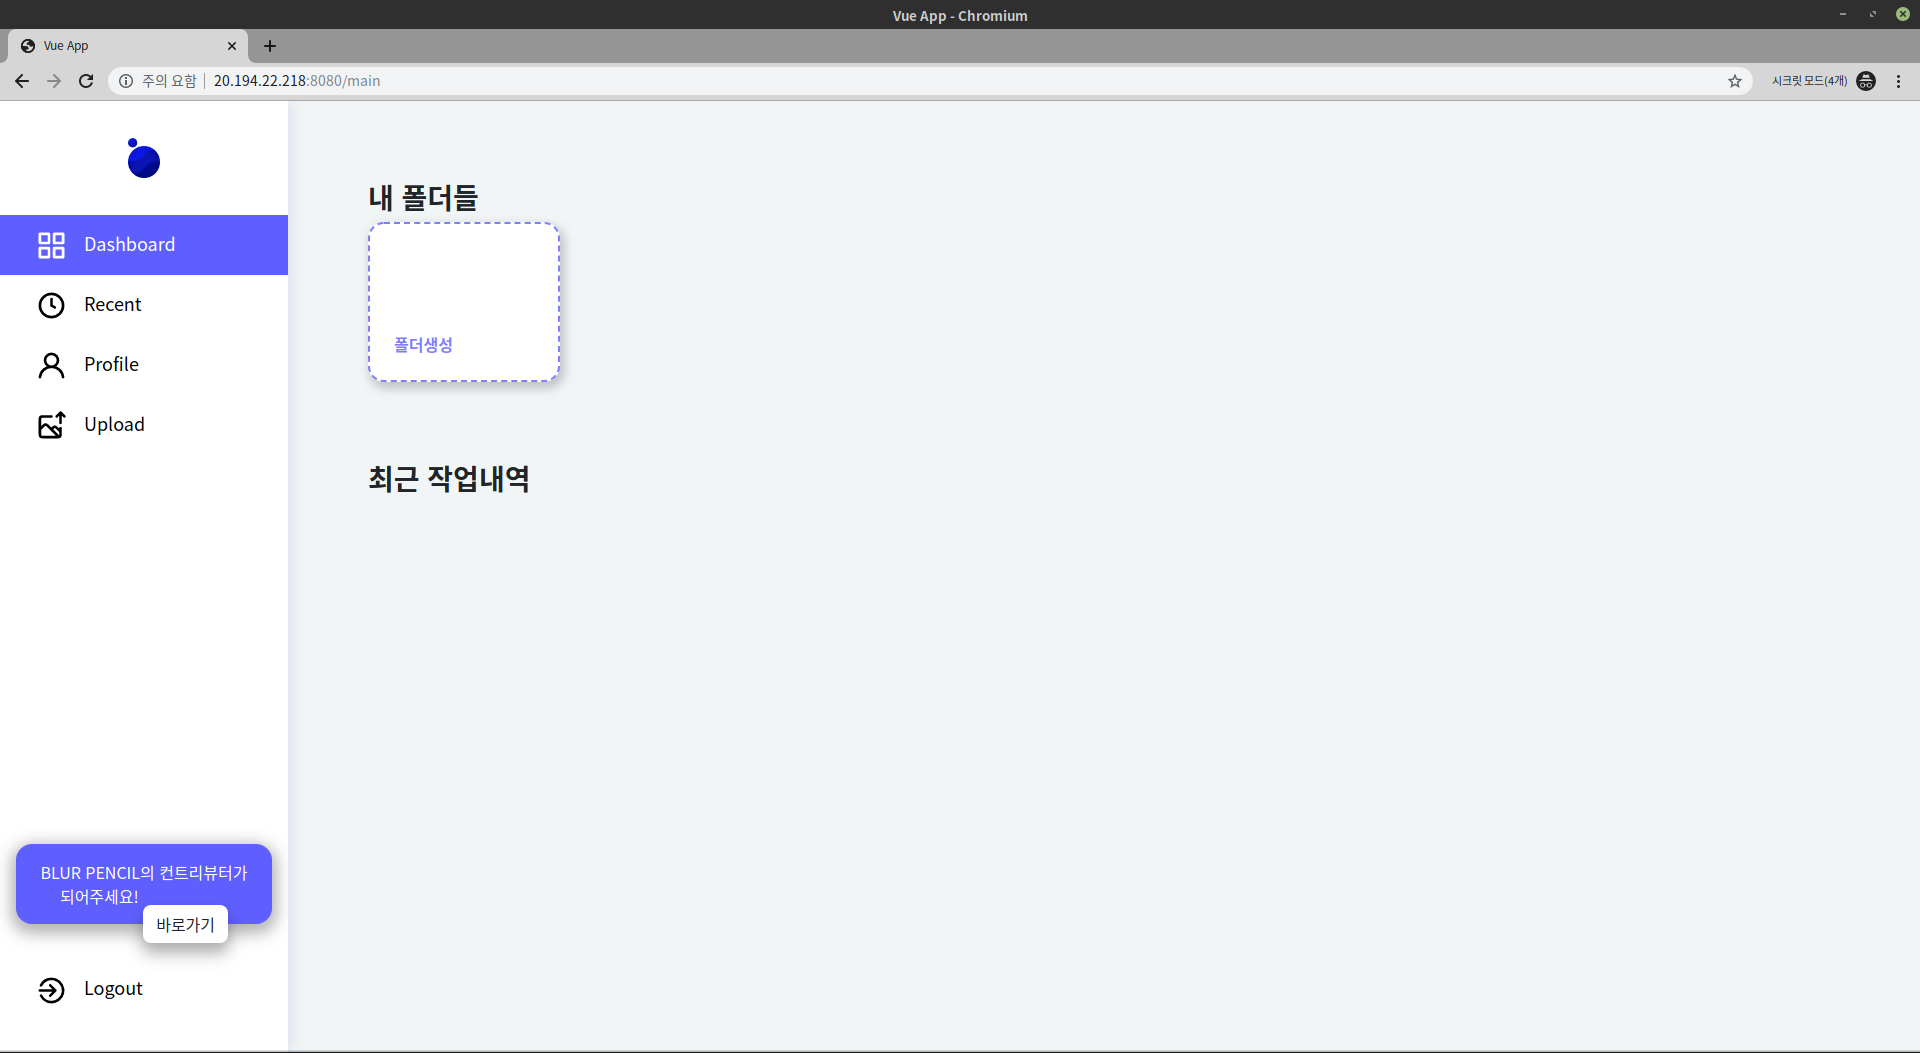 Vue App - Chromium
Vue App
주의 요함
20.194.22.218:8080/main
시크릿 모드(4개)
Dashboard
Recent
Profile
Upload
내 폴더들
폴더생성
최근 작업내역
BLUR PENCIL의 컨트리뷰터가
되어주세요!
바로가기
Logout